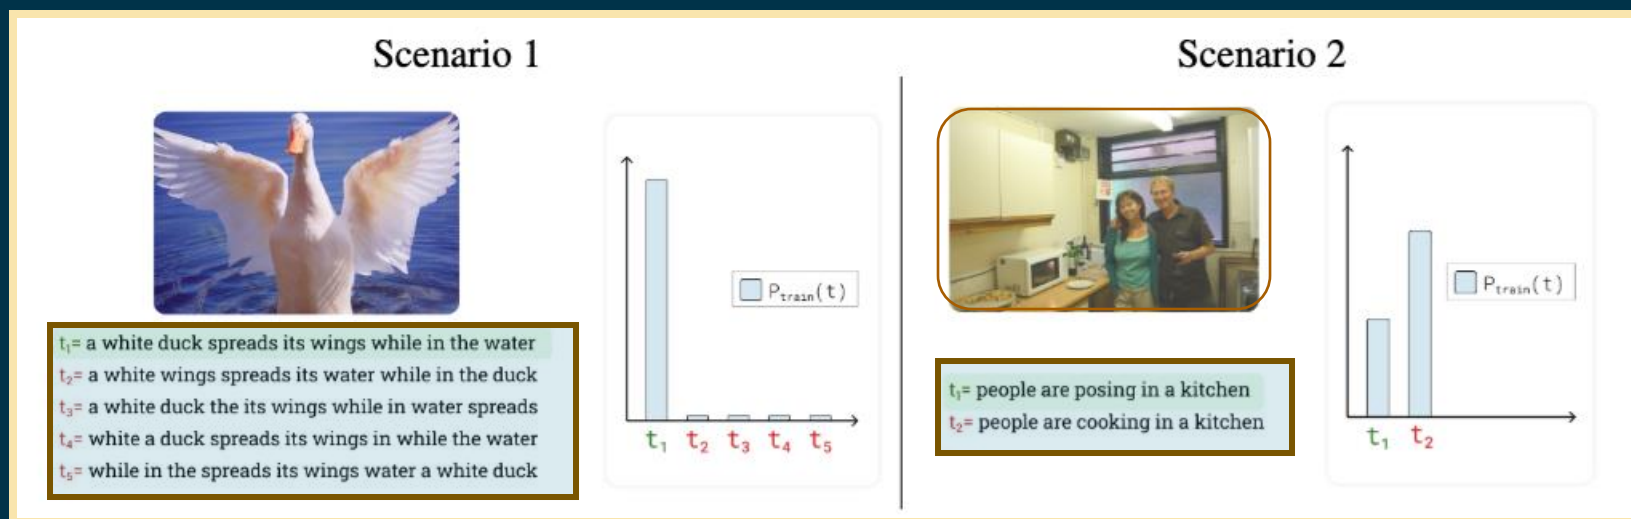 Scenario 1
t₁= a white duck spreads its wings while in the water
t₂= a white wings spreads its water while in the duck
t₃= a white duck the its wings while in water spreads
t₄= white a duck spreads its wings in while the water
t₅= while in the spreads its wings water a white duck
P_train(t)
t₁ t₂ t₃ t₄ t₅
Scenario 2
t₁= people are posing in a kitchen
t₂= people are cooking in a kitchen
P_train(t)
t₁ t₂